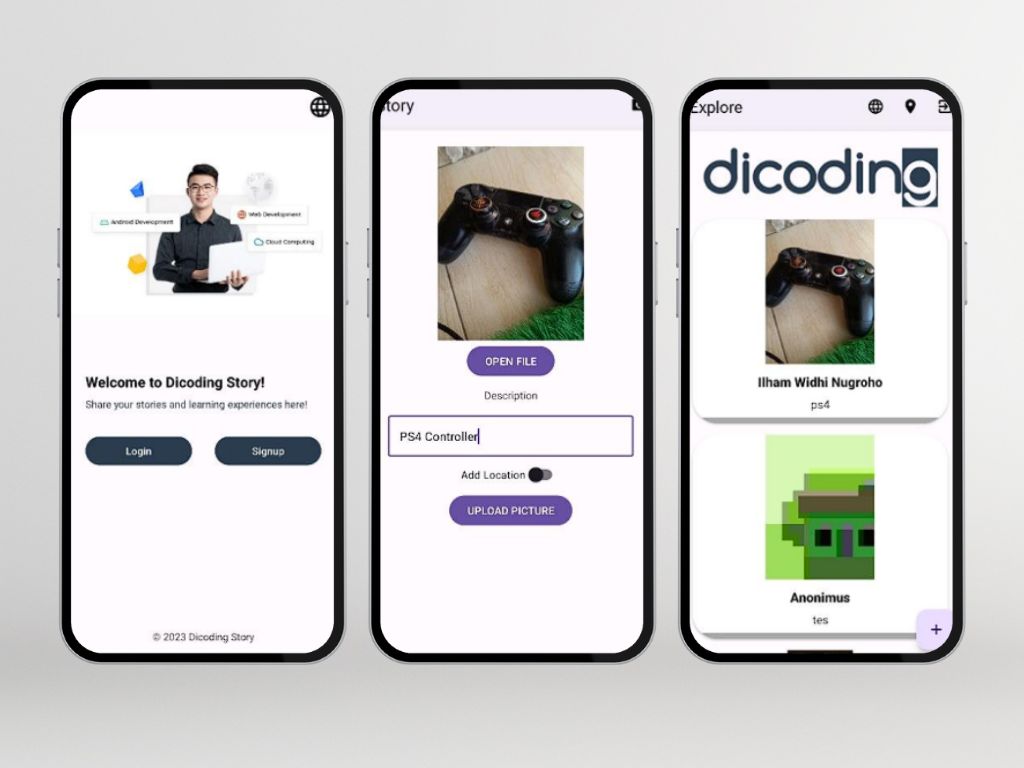 Android Development
Web Development
Cloud Computing
Welcome to Dicoding Story!
Share your stories and learning experiences here!
Login
Signup
© 2023 Dicoding Story
tory
OPEN FILE
Description
PS4 Controller
Add Location
UPLOAD PICTURE
Explore
dicoding
Ilham Widhi Nugroho
ps4
Anonimus
tes
+